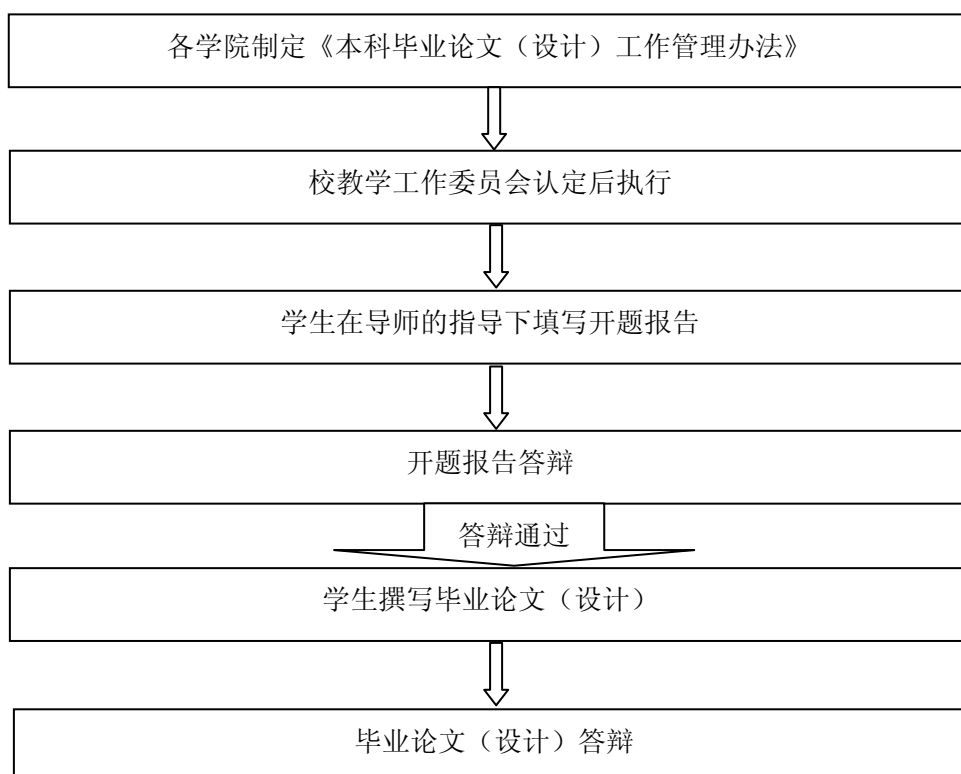 各学院制定《本科毕业论文（设计）工作管理办法》
校教学工作委员会认定后执行
学生在导师的指导下填写开题报告
开题报告答辩
答辩通过
学生撰写毕业论文（设计）
毕业论文（设计）答辩